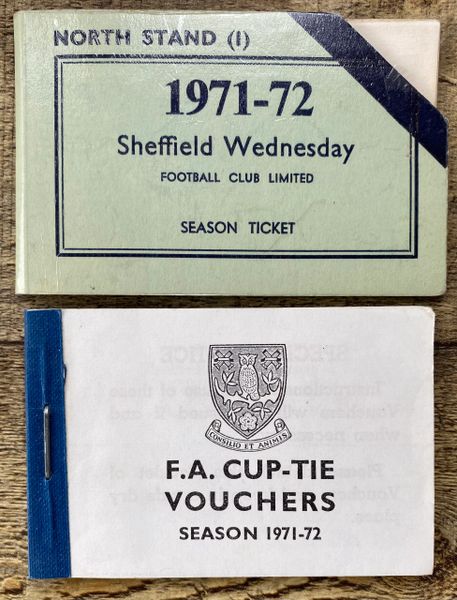 NORTH STAND (I)
1971-72
Sheffield Wednesday
FOOTBALL CLUB LIMITED
SEASON TICKET
CONSILIO ET ANIMIS
F.A. CUP-TIE
VOUCHERS
SEASON 1971-72